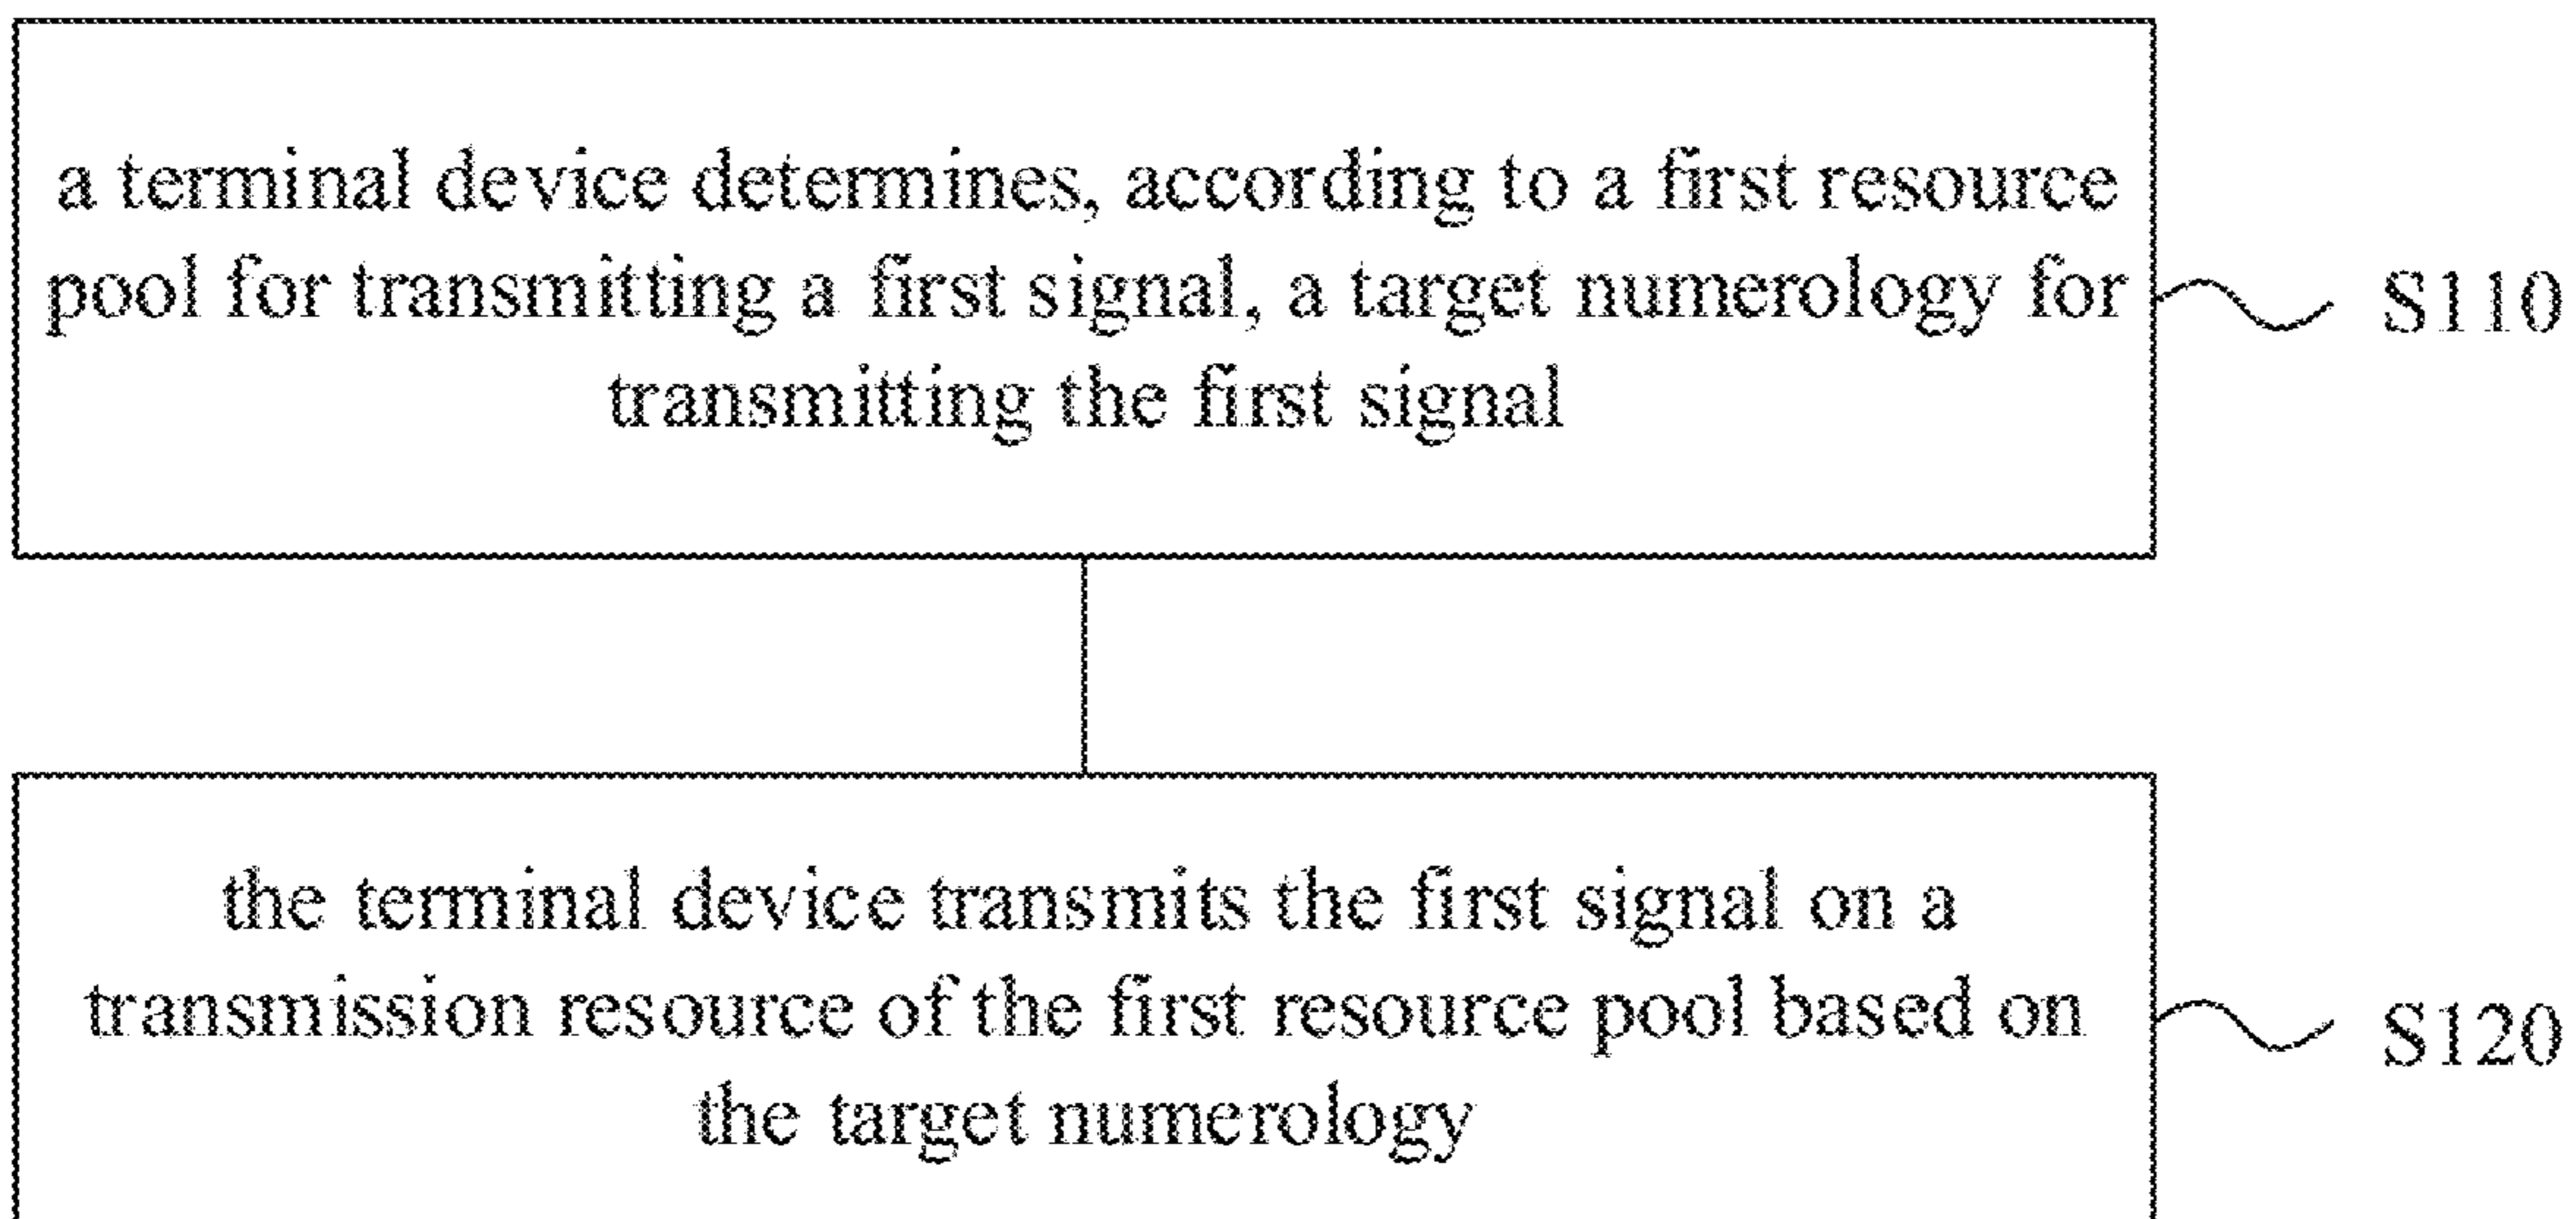 a terminal device determines, according to a first resource
pool for transmitting a first signal, a target numerology for
transmitting the first signal
S110
the terminal device transmits the first signal on a
transmission resource of the first resource pool based on
the target numerology
S120